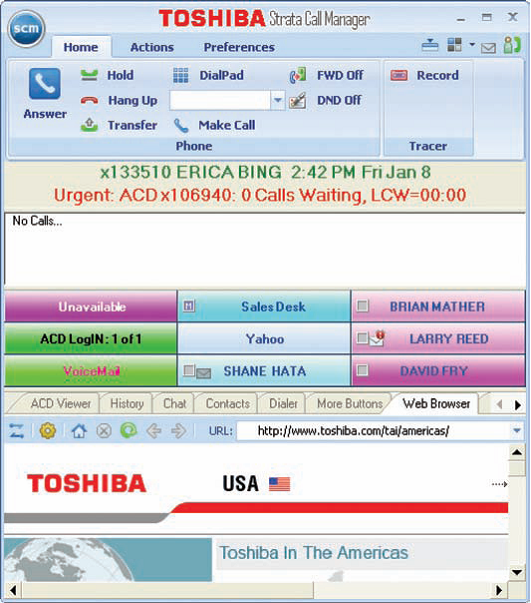 scm
TOSHIBA Strata Call Manager
Home Actions Preferences
Answer
Hold
Hang Up
Transfer
DialPad
Make Call
FWD Off
DND Off
Record
Phone
Tracer
x133510 ERICA BING 2:42 PM Fri Jan 8
Urgent: ACD x106940: 0 Calls Waiting, LCW=00:00
No Calls...
Unavailable Sales Desk BRIAN MATHER
ACD LogIN: 1 of 1 Yahoo LARRY REED
VoiceMail SHANE HATA DAVID FRY
ACD Viewer History Chat Contacts Dialer More Buttons Web Browser
URL: http://www.toshiba.com/tai/americas/
TOSHIBA USA
Toshiba In The Americas